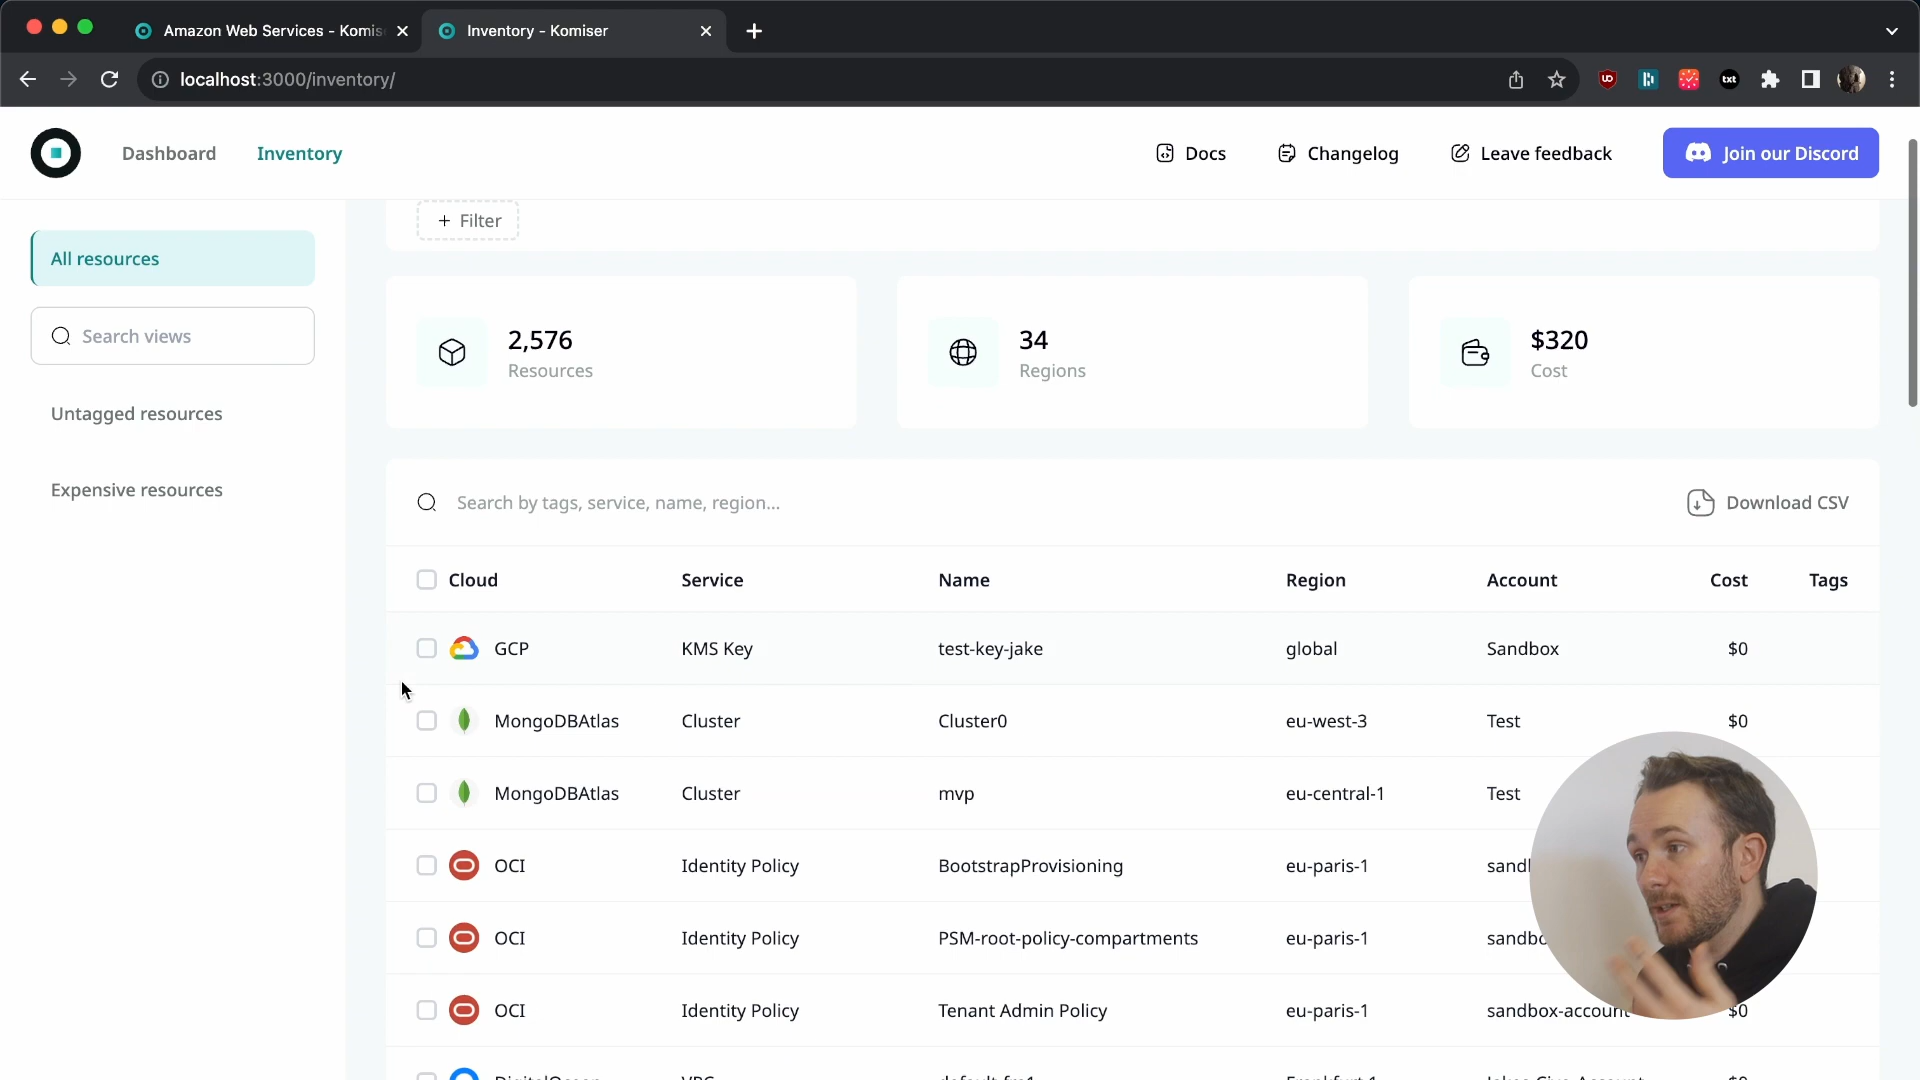 Amazon Web Services - Komis
Inventory - Komiser
localhost:3000/inventory/
UD
txt
Dashboard
Inventory
Docs
Changelog
Leave feedback
Join our Discord
All resources
Search views
Untagged resources
Expensive resources
+ Filter
2,576
Resources
34
Regions
$320
Cost
Search by tags, service, name, region...
Download CSV
Cloud Service Name Region Account Cost Tags
GCP KMS Key test-key-jake global Sandbox $0
MongoDBAtlas Cluster Cluster0 eu-west-3 Test $0
MongoDBAtlas Cluster mvp eu-central-1 Test
OCI Identity Policy BootstrapProvisioning eu-paris-1 sandl
OCI Identity Policy PSM-root-policy-compartments eu-paris-1 sandbo
OCI Identity Policy Tenant Admin Policy eu-paris-1 sandbox-account $0